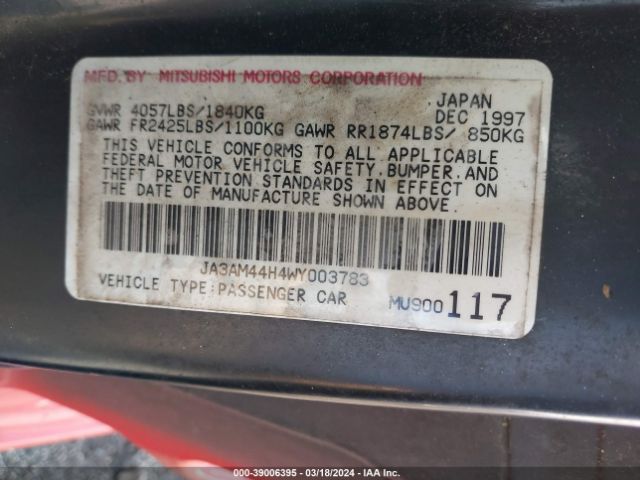 MFD. BY MITSUBISHI MOTORS CORPORATION
JAPAN
GVWR 4057LBS/1840KG DEC 1997
GAWR FR2425LBS/1100KG GAWR RR1874LBS/ 850KG
THIS VEHICLE CONFORMS TO ALL APPLICABLE
FEDERAL MOTOR VEHICLE SAFETY,BUMPER,AND
THEFT PREVENTION STANDARDS IN EFFECT ON
THE DATE OF MANUFACTURE SHOWN ABOVE.
JA3AM44H4WY003783
VEHICLE TYPE:PASSENGER CAR MU900117
000-39006395 - 03/18/2024 - IAA Inc.